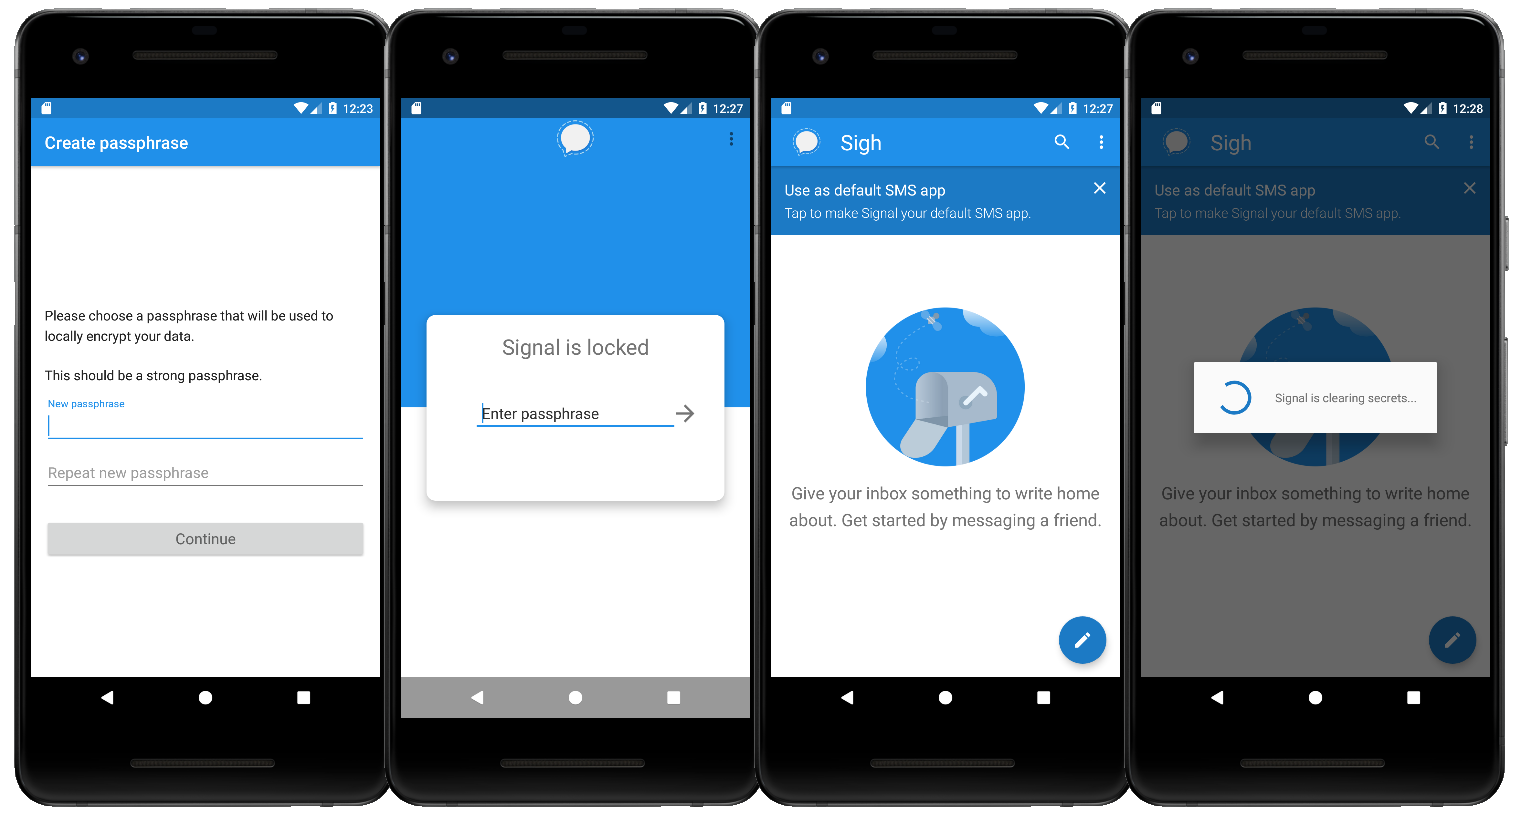 12:23
Create passphrase
Please choose a passphrase that will be used to
locally encrypt your data.
This should be a strong passphrase.
New passphrase
Repeat new passphrase
Continue
12:27
Signal is locked
Enter passphrase
12:27
Sigh
Use as default SMS app
Tap to make Signal your default SMS app.
Give your inbox something to write home
about. Get started by messaging a friend.
12:28
Sigh
Use as default SMS app
Tap to make Signal your default SMS app.
Signal is clearing secrets...
Give your inbox something to write home
about. Get started by messaging a friend.